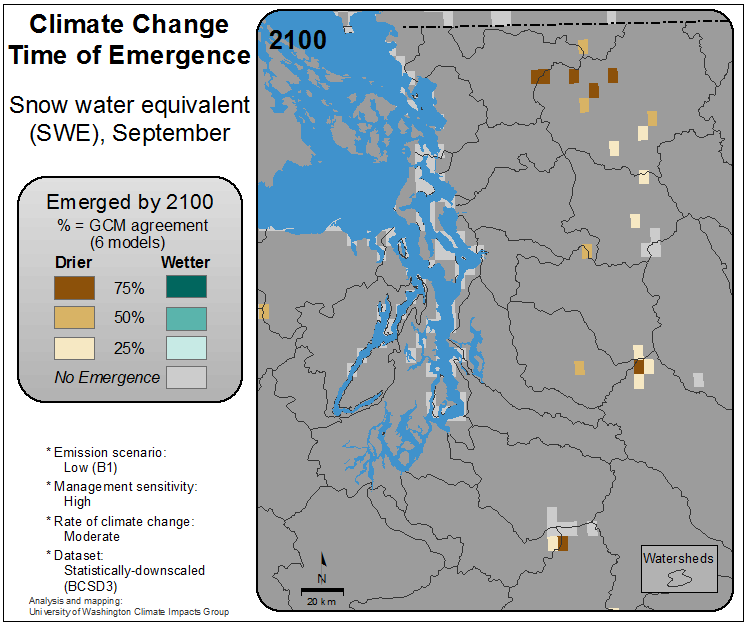 Climate Change
Time of Emergence
Snow water equivalent
(SWE), September
Emerged by 2100
% = GCM agreement
(6 models)
Drier Wetter
75%
50%
25%
No Emergence
* Emission scenario:
Low (B1)
* Management sensitivity:
High
* Rate of climate change:
Moderate
* Dataset:
Statistically-downscaled
(BCSD3)
Analysis and mapping:
University of Washington Climate Impacts Group
2100
N
20 km
Watersheds